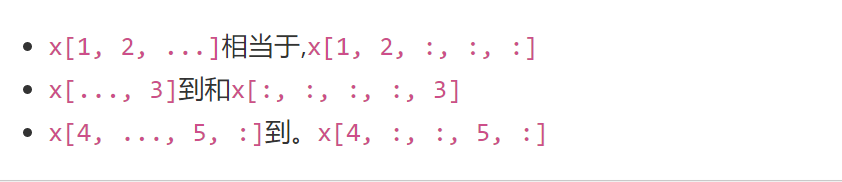 x[1, 2, ...]相当于,x[1, 2, :, :, :]
x[..., 3]到和x[:, :, :, :, 3]
x[4, ..., 5, :]到。x[4, :, :, 5, :]